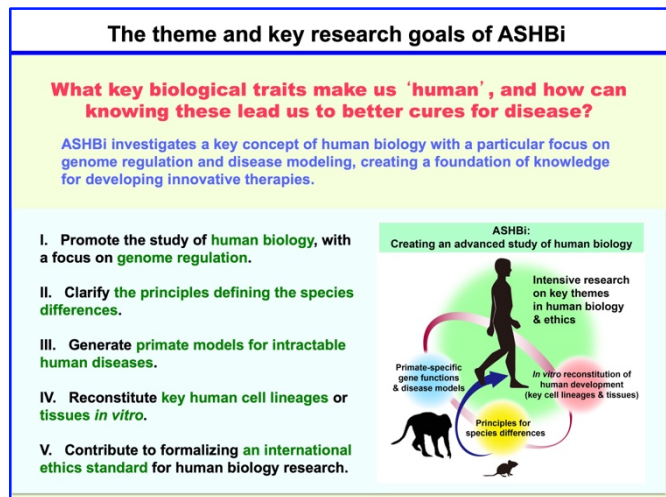 The theme and key research goals of ASHBi
What key biological traits make us ‘human’, and how can
knowing these lead us to better cures for disease?
ASHBi investigates a key concept of human biology with a particular focus on
genome regulation and disease modeling, creating a foundation of knowledge
for developing innovative therapies.
I. Promote the study of human biology, with
a focus on genome regulation.
II. Clarify the principles defining the species
differences.
III. Generate primate models for intractable
human diseases.
IV. Reconstitute key human cell lineages or
tissues in vitro.
V. Contribute to formalizing an international
ethics standard for human biology research.
ASHBi:
Creating an advanced study of human biology
Intensive research
on key themes
in human biology
& ethics
Primate-specific
gene functions
& disease models
In vitro reconstitution of
human development
(key cell lineages & tissues)
Principles for
species differences